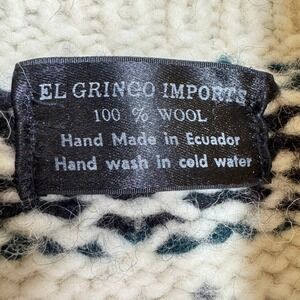 EL GRINGO IMPORTS
100 % WOOL
Hand Made in Ecuador
Hand wash in cold water